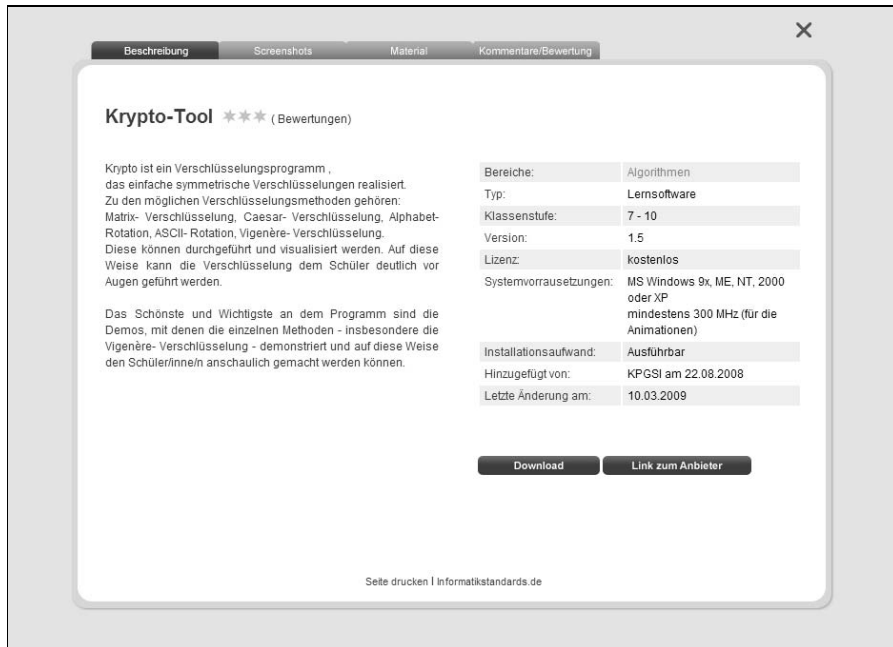 Beschreibung Screenshots Material Kommentare/Bewertung
Krypto-Tool ( Bewertungen)
Krypto ist ein Verschlüsselungsprogramm ,
das einfache symmetrische Verschlüsselungen realisiert.
Zu den möglichen Verschlüsselungsmethoden gehören:
Matrix- Verschlüsselung, Caesar- Verschlüsselung, Alphabet-
Rotation, ASCII- Rotation, Vigenère- Verschlüsselung.
Diese können durchgeführt und visualisiert werden. Auf diese
Weise kann die Verschlüsselung dem Schüler deutlich vor
Augen geführt werden.
Das Schönste und Wichtigste an dem Programm sind die
Demos, mit denen die einzelnen Methoden - insbesondere die
Vigenère- Verschlüsselung - demonstriert und auf diese Weise
den Schüler/inne/n anschaulich gemacht werden können.
Bereiche: Algorithmen
Typ: Lernsoftware
Klassenstufe: 7 - 10
Version: 1.5
Lizenz: kostenlos
Systemvorrausetzungen: MS Windows 9x, ME, NT, 2000
oder XP
mindestens 300 MHz (für die
Animationen)
Installationsaufwand: Ausführbar
Hinzugefügt von: KPGSI am 22.08.2008
Letzte Änderung am: 10.03.2009
Download Link zum Anbieter
Seite drucken | Informatikstandards.de